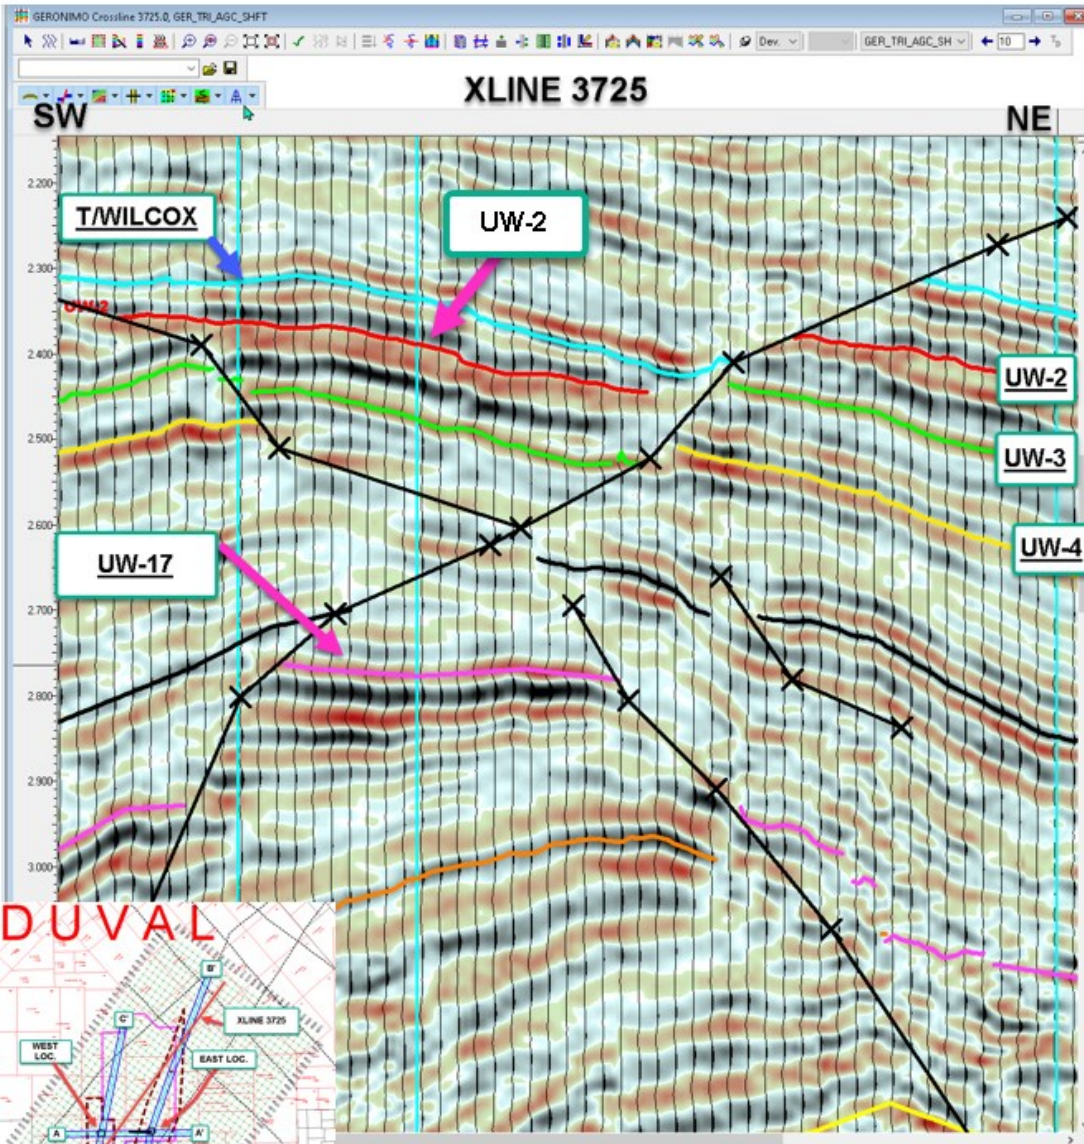 GERONIMO Crossline 3725.0, GER_TRI_AGC_SHFT
Dev.
GER_TRI_AGC_SH
10
XLINE 3725
SW
NE
2.200
T/WILCOX
UW-2
2.300
UW-2
2.400
UW-2
UW-3
2.500
UW-4
2.600
UW-17
2.700
2.800
2.900
3.000
DUVAL
B'
C'
XLINE 3725
WEST
LOC.
EAST LOC.
A
A'